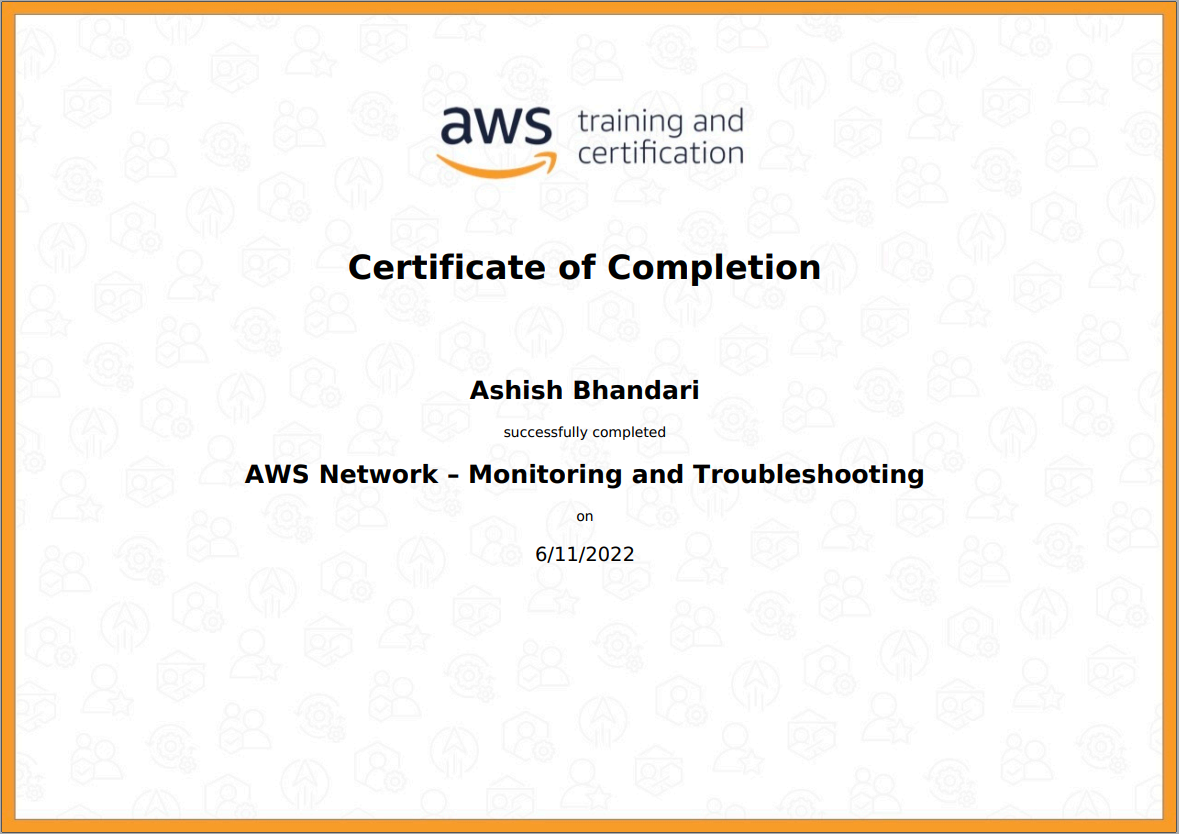 aws training and
certification
Certificate of Completion
Ashish Bhandari
successfully completed
AWS Network – Monitoring and Troubleshooting
on
6/11/2022